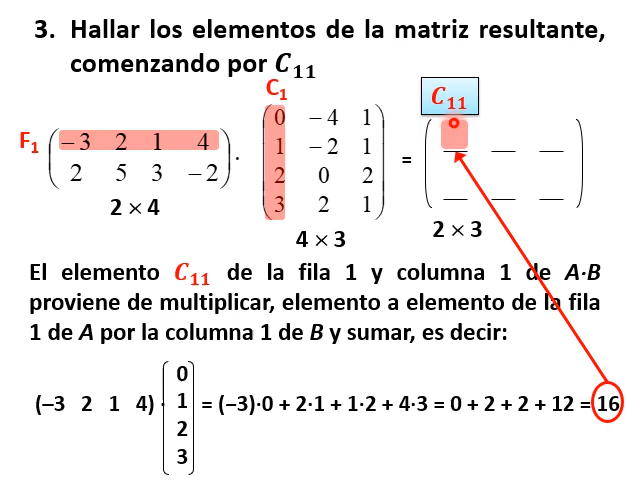 3. Hallar los elementos de la matriz resultante,
comenzando por C₁₁
C₁
C₁₁
F₁
−3 2 1 4
2 5 3 −2
·
0 −4 1
1 −2 1
2 0 2
3 2 1
=
2 × 4
4 × 3
2 × 3
El elemento C₁₁ de la fila 1 y columna 1 de A·B
proviene de multiplicar, elemento a elemento de la fila
1 de A por la columna 1 de B y sumar, es decir:
(−3 2 1 4) ·
0
1
2
3
= (−3)·0 + 2·1 + 1·2 + 4·3 = 0 + 2 + 2 + 12 = 16